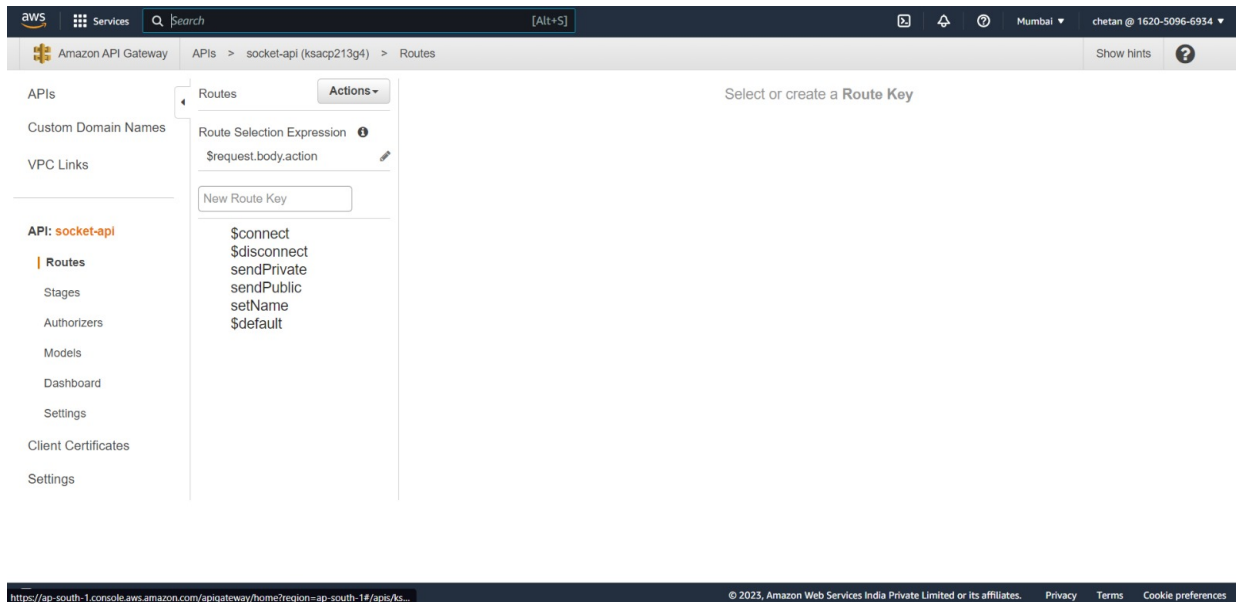 aws Services Search [Alt+S] Mumbai ▼ chetan @ 1620-5096-6934 ▼
Amazon API Gateway APIs > socket-api (ksacp213g4) > Routes Show hints
APIs
Custom Domain Names
VPC Links
API: socket-api
Routes
Stages
Authorizers
Models
Dashboard
Settings
Client Certificates
Settings
Routes Actions
Route Selection Expression
$request.body.action
New Route Key
$connect
$disconnect
sendPrivate
sendPublic
setName
$default
Select or create a Route Key
https://ap-south-1.console.aws.amazon.com/apigateway/home?region=ap-south-1#/apis/ks...
© 2023, Amazon Web Services India Private Limited or its affiliates. Privacy Terms Cookie preferences